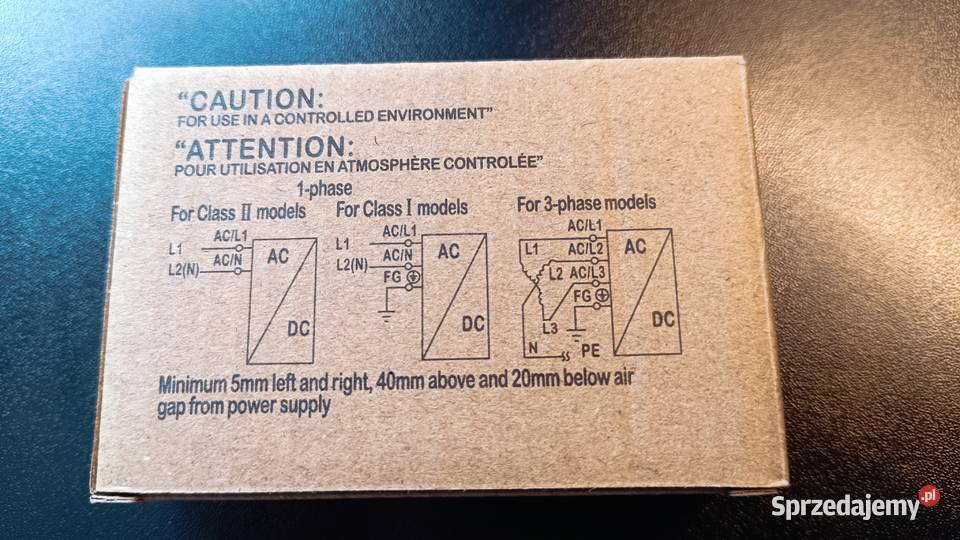 “CAUTION:
FOR USE IN A CONTROLLED ENVIRONMENT”
“ATTENTION:
POUR UTILISATION EN ATMOSPHÈRE CONTROLÉE”
1-phase
For Class II models
L1
AC/L1
L2(N)
AC/N
AC
DC
For Class I models
L1
AC/L1
L2(N)
AC/N
FG
AC
DC
For 3-phase models
AC/L1
L1
AC/L2
L2
AC/L3
FG
L3
N
PE
AC
DC
Minimum 5mm left and right, 40mm above and 20mm below air
gap from power supply
Sprzedajemy.pl